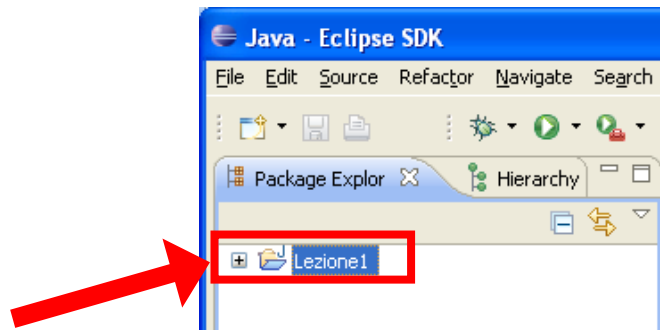 Java - Eclipse SDK
File Edit Source Refactor Navigate Search
Package Explor Hierarchy
Lezione1